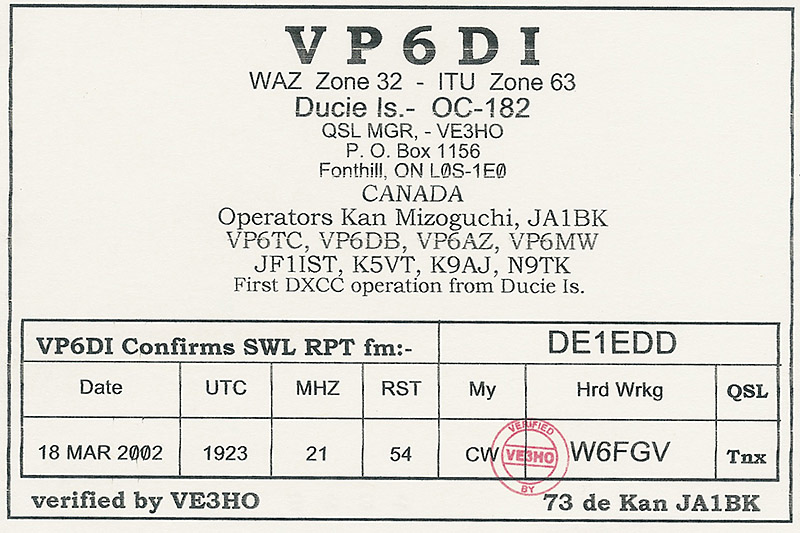 VP6DI
WAZ Zone 32 - ITU Zone 63
Ducie Is.- OC-182
QSL MGR, - VE3HO
P. O. Box 1156
Fonthill, ON LØS-1EØ
CANADA
Operators Kan Mizoguchi, JA1BK
VP6TC, VP6DB, VP6AZ, VP6MW
JF1IST, K5VT, K9AJ, N9TK
First DXCC operation from Ducie Is.
VP6DI Confirms SWL RPT fm:- DE1EDD
Date UTC MHZ RST My Hrd Wrkg QSL
18 MAR 2002 1923 21 54 CW W6FGV Tnx
VERIFIED
VE3HO
BY
verified by VE3HO 73 de Kan JA1BK